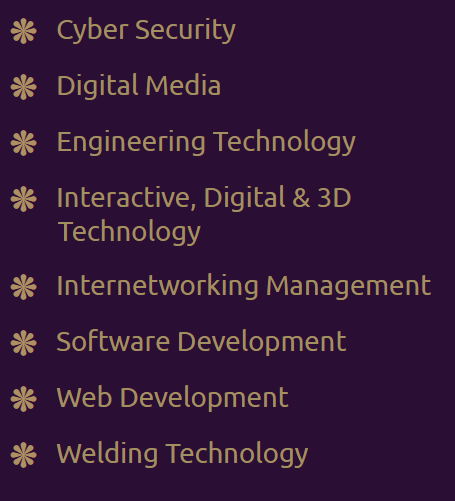 Cyber Security
Digital Media
Engineering Technology
Interactive, Digital & 3D
Technology
Internetworking Management
Software Development
Web Development
Welding Technology